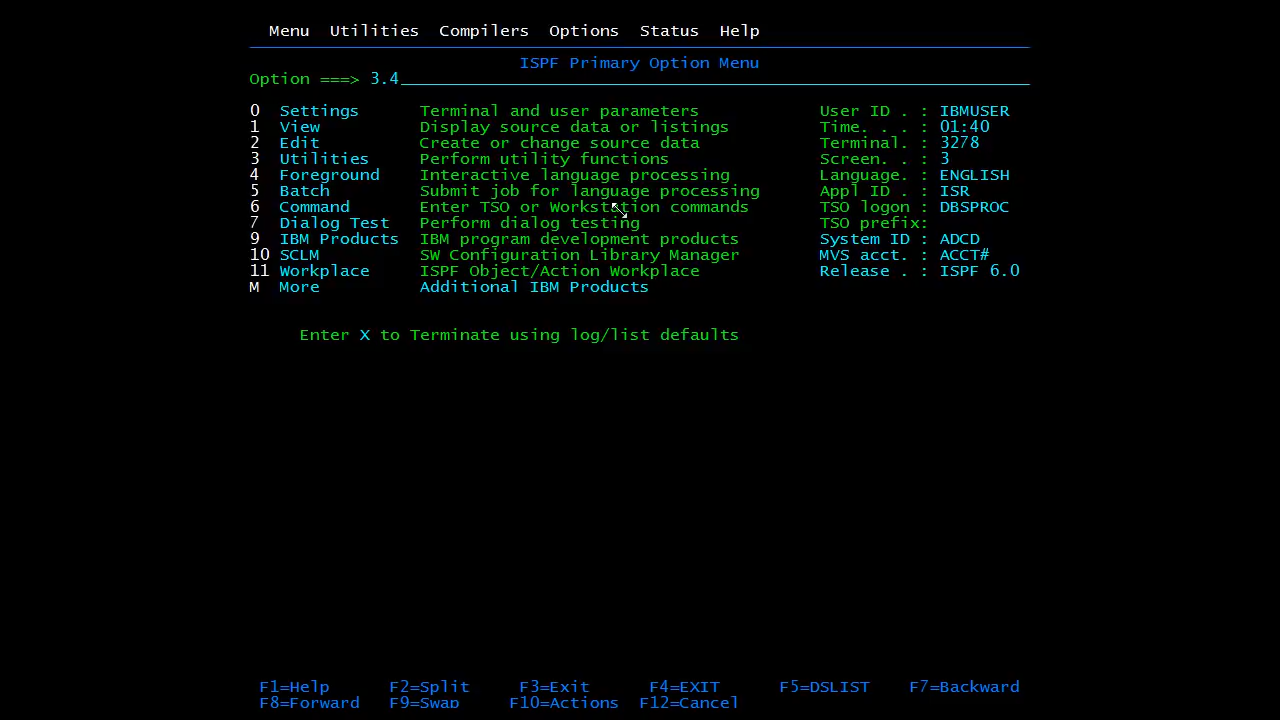 Menu Utilities Compilers Options Status Help
ISPF Primary Option Menu
Option ===> 3.4
0 Settings Terminal and user parameters User ID . : IBMUSER
1 View Display source data or listings Time. . . : 01:40
2 Edit Create or change source data Terminal. : 3278
3 Utilities Perform utility functions Screen. . : 3
4 Foreground Interactive language processing Language. : ENGLISH
5 Batch Submit job for language processing Appl ID . : ISR
6 Command Enter TSO or Workstation commands TSO logon : DBSPROC
7 Dialog Test Perform dialog testing TSO prefix:
9 IBM Products IBM program development products System ID : ADCD
10 SCLM SW Configuration Library Manager MVS acct. : ACCT#
11 Workplace ISPF Object/Action Workplace Release . : ISPF 6.0
M More Additional IBM Products
Enter X to Terminate using log/list defaults
F1=Help F2=Split F3=Exit F4=EXIT F5=DSLIST F7=Backward
F8=Forward F9=Swap F10=Actions F12=Cancel